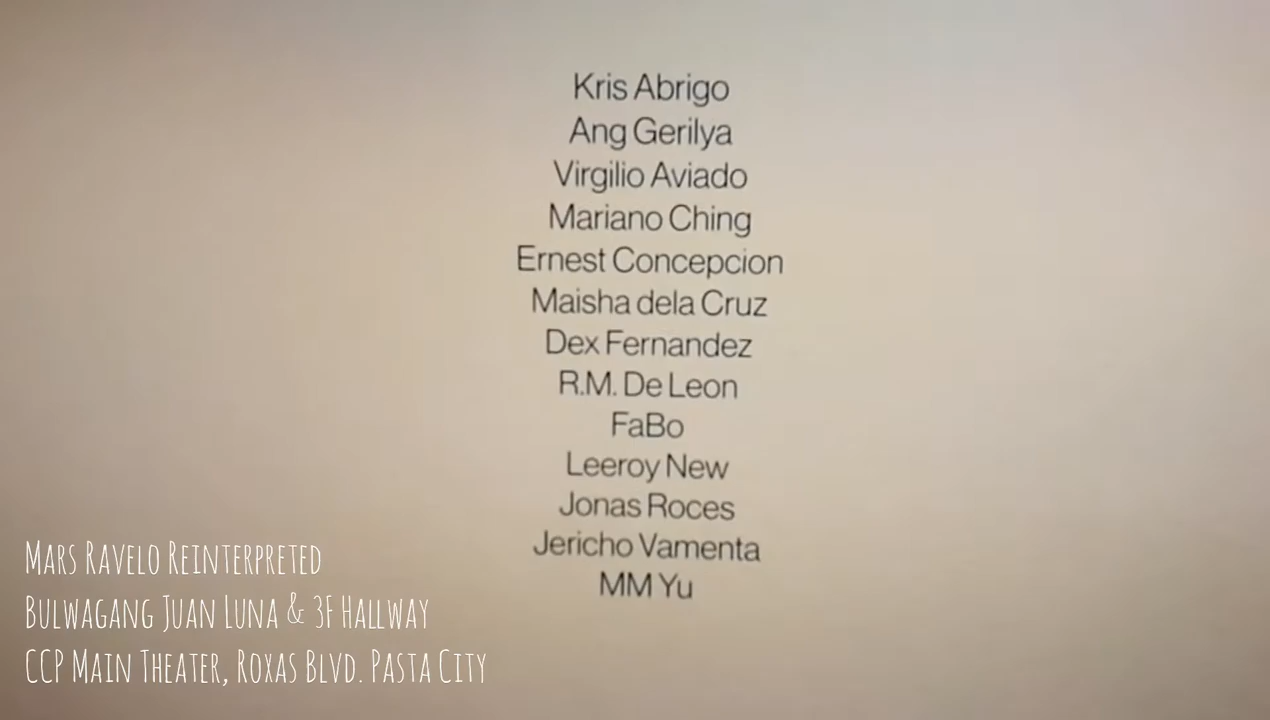 Kris Abrigo
Ang Gerilya
Virgilio Aviado
Mariano Ching
Ernest Concepcion
Maisha dela Cruz
Dex Fernandez
R.M. De Leon
FaBo
Leeroy New
Jonas Roces
Jericho Vamenta
MM Yu
Mars Ravelo Reinterpreted
Bulwagang Juan Luna & 3F Hallway
CCP Main Theater, Roxas Blvd. Pasta City